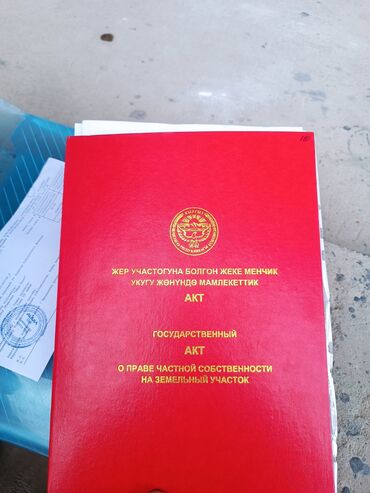 ЖЕР УЧАСТОГУНА БОЛГОН ЖЕКЕ МЕНЧИК
УКУГУ ЖӨНҮНДӨ МАМЛЕКЕТТИК
АКТ
ГОСУДАРСТВЕННЫЙ
АКТ
О ПРАВЕ ЧАСТНОЙ СОБСТВЕННОСТИ
НА ЗЕМЕЛЬНЫЙ УЧАСТОК